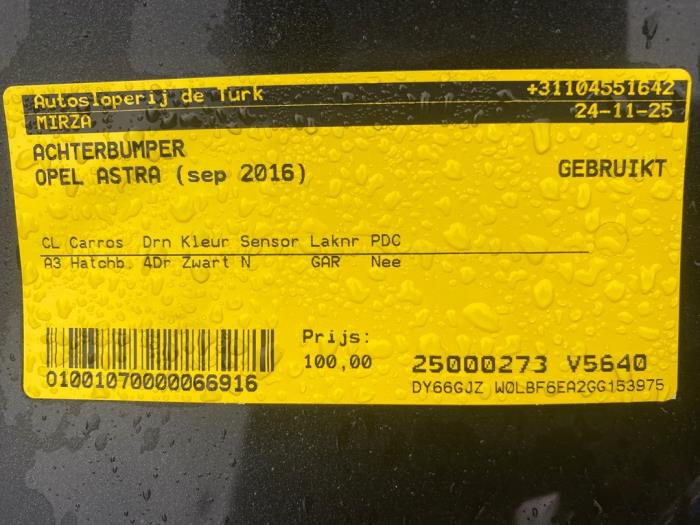 Autosloperij de Turk +31104551642
MIRZA 24-11-25
ACHTERBUMPER
OPEL ASTRA (sep 2016) GEBRUIKT
CL Carros Drn Kleur Sensor Laknr PDC
A3 Hatchb. 4Dr Zwart N GAR Nee
Prijs:
100,00
01001070000066916
25000273 V5640
DY66GJZ W0LBF6EA2GG153975